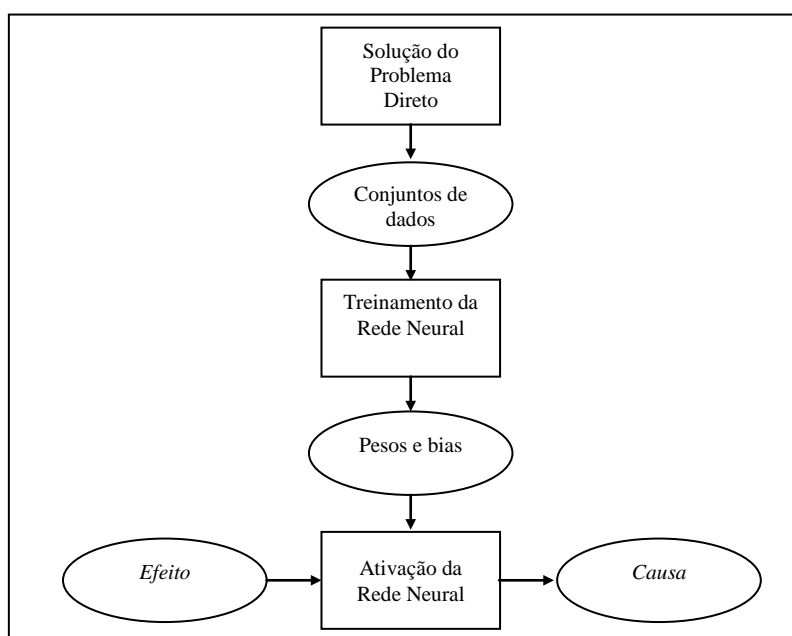 Solução do
Problema
Direto
Conjuntos de
dados
Treinamento da
Rede Neural
Pesos e bias
Efeito
Ativação da
Rede Neural
Causa